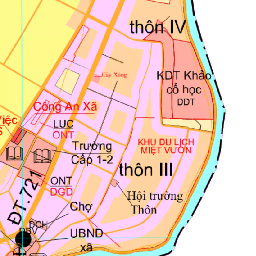 thôn IV
Cây Xăng
KDT Khảo
cổ học
DDT
Công An Xã
Việc
LUC
ONT
KHU DU LỊCH
MIỆT VƯỜN
Trường
Cấp 1-2
thôn III
ONT
DGD
Hội trường
Thôn
ĐT.721
Chợ
UBND
xã